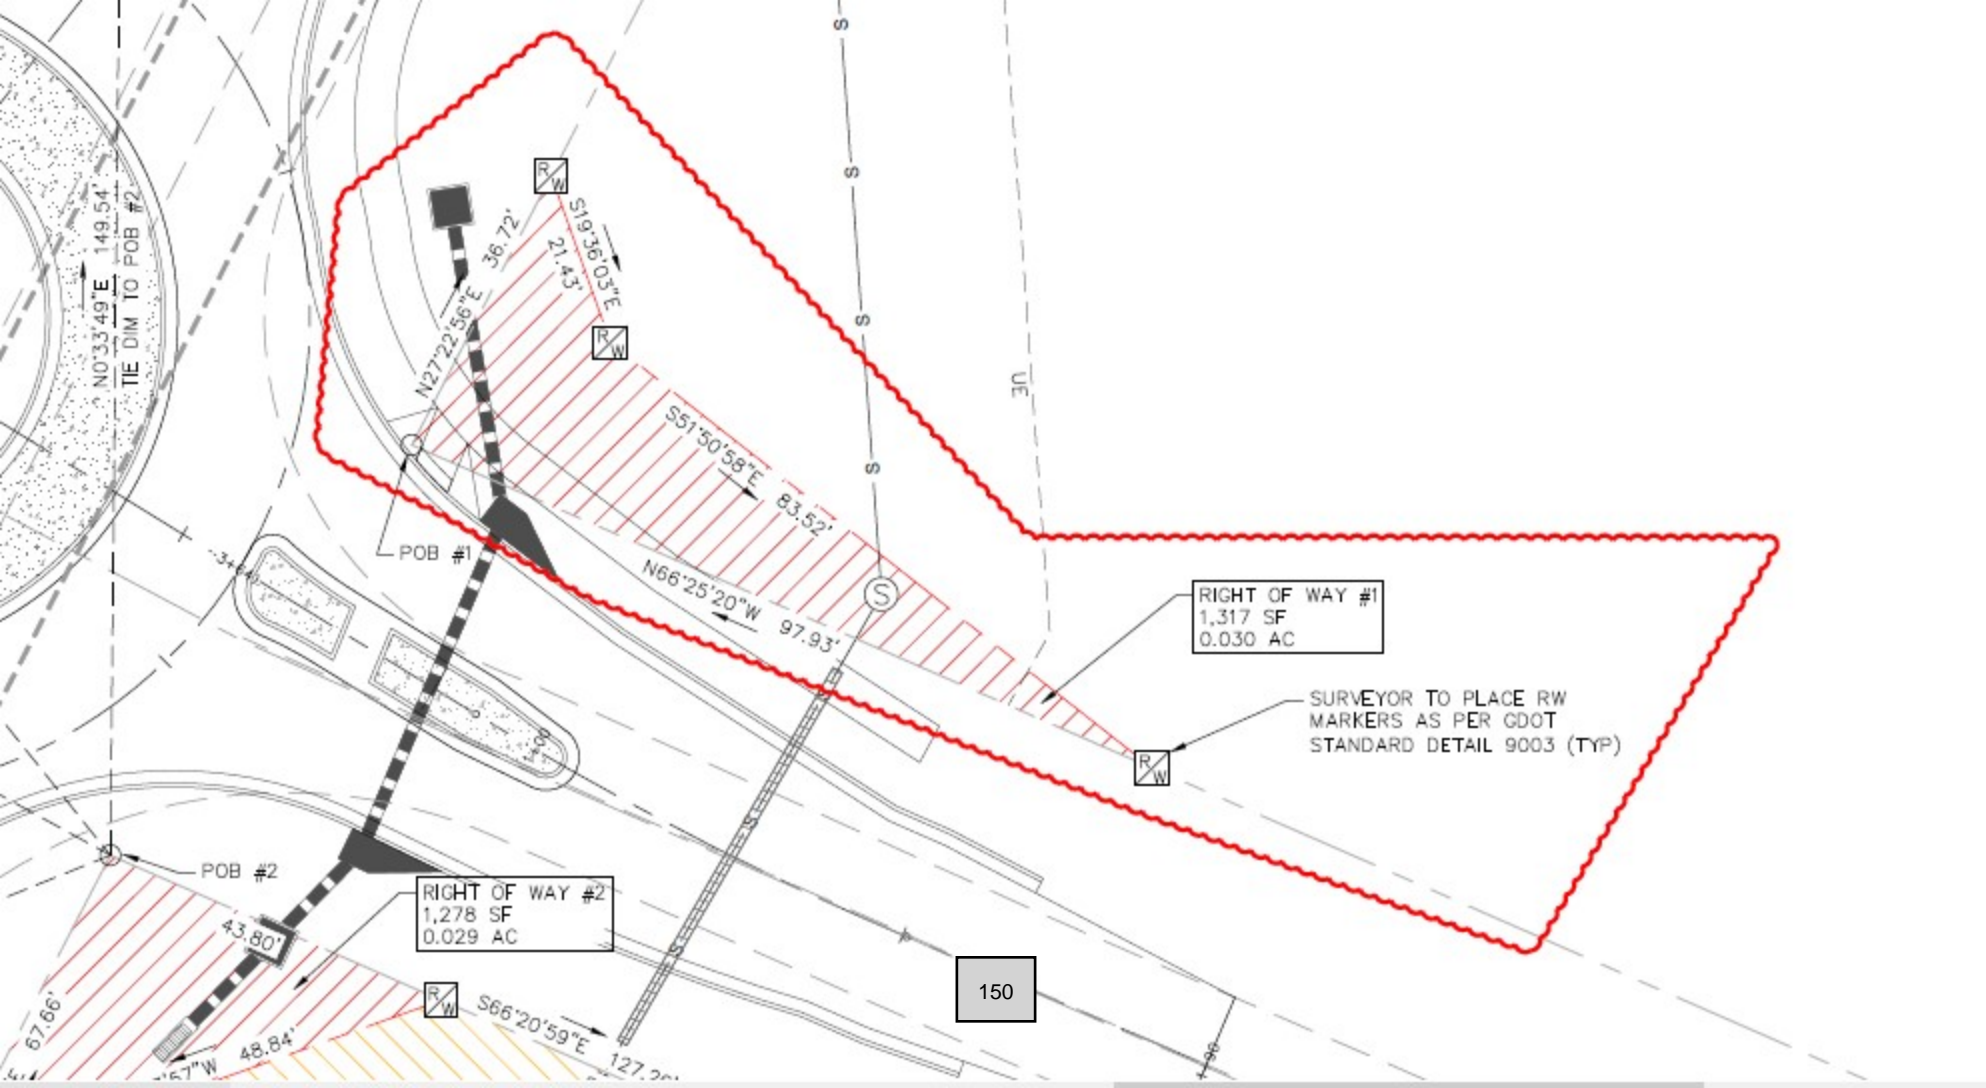 N0°33'49"E 149.54'
TIE DIM TO POB #2
R/W
S19°36'03"E
21.43'
36.72'
N27°22'56"E
R/W
S
S
S
S
UE
S51°50'58"E 83.52'
POB #1
N66°25'20"W 97.93'
S
RIGHT OF WAY #1
1,317 SF
0.030 AC
SURVEYOR TO PLACE RW
MARKERS AS PER GDOT
STANDARD DETAIL 9003 (TYP)
R/W
S
S
POB #2
RIGHT OF WAY #2
1,278 SF
0.029 AC
43.80'
R/W
S66°20'59"E
67.66'
48.84'
150